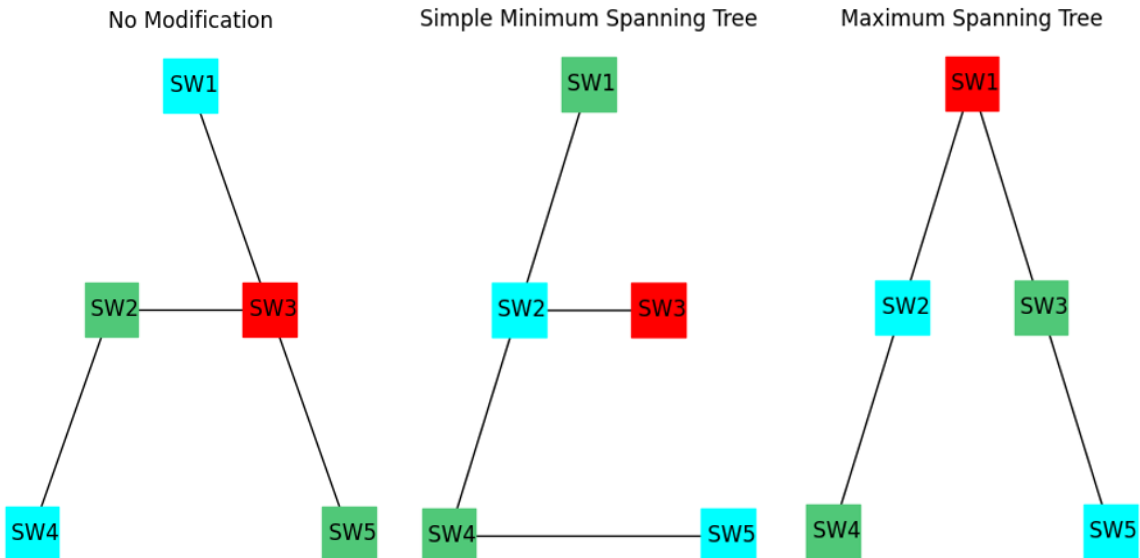 No Modification
SW1
SW2
SW3
SW4
SW5
Simple Minimum Spanning Tree
SW1
SW2
SW3
SW4
SW5
Maximum Spanning Tree
SW1
SW2
SW3
SW4
SW5